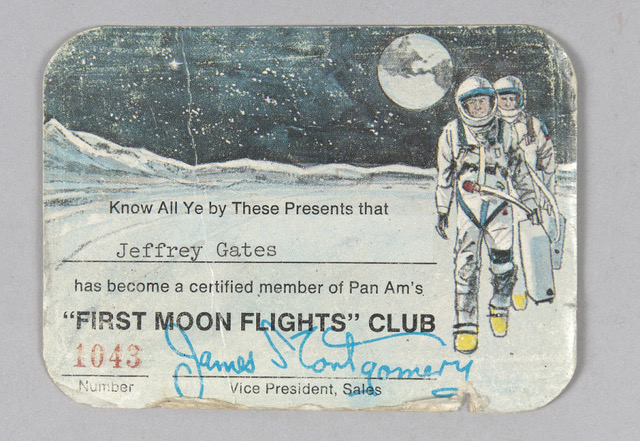 Know All Ye by These Presents that
Jeffrey Gates
has become a certified member of Pan Am's
"FIRST MOON FLIGHTS" CLUB
1043
James Montgomery
Number
Vice President, Sales